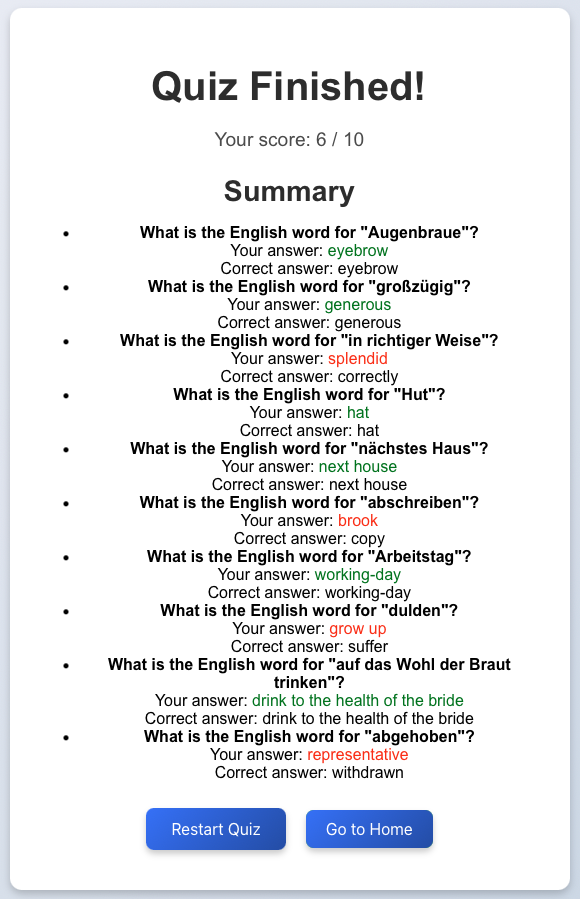 Quiz Finished!
Your score: 6 / 10
Summary
What is the English word for "Augenbraue"?
Your answer: eyebrow
Correct answer: eyebrow
What is the English word for "großzügig"?
Your answer: generous
Correct answer: generous
What is the English word for "in richtiger Weise"?
Your answer: splendid
Correct answer: correctly
What is the English word for "Hut"?
Your answer: hat
Correct answer: hat
What is the English word for "nächstes Haus"?
Your answer: next house
Correct answer: next house
What is the English word for "abschreiben"?
Your answer: brook
Correct answer: copy
What is the English word for "Arbeitstag"?
Your answer: working-day
Correct answer: working-day
What is the English word for "dulden"?
Your answer: grow up
Correct answer: suffer
What is the English word for "auf das Wohl der Braut
trinken"?
Your answer: drink to the health of the bride
Correct answer: drink to the health of the bride
What is the English word for "abgehoben"?
Your answer: representative
Correct answer: withdrawn
Restart Quiz
Go to Home